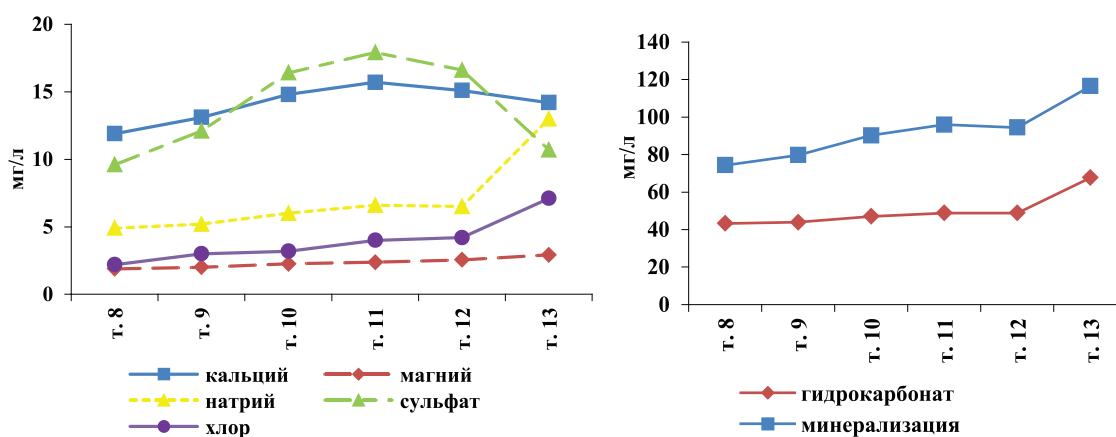 20
15
10
5
0
мг/л
т. 8
т. 9
т. 10
т. 11
т. 12
т. 13
кальций
магний
натрий
сульфат
хлор
140
120
100
80
60
40
20
0
мг/л
т. 8
т. 9
т. 10
т. 11
т. 12
т. 13
гидрокарбонат
минерализация